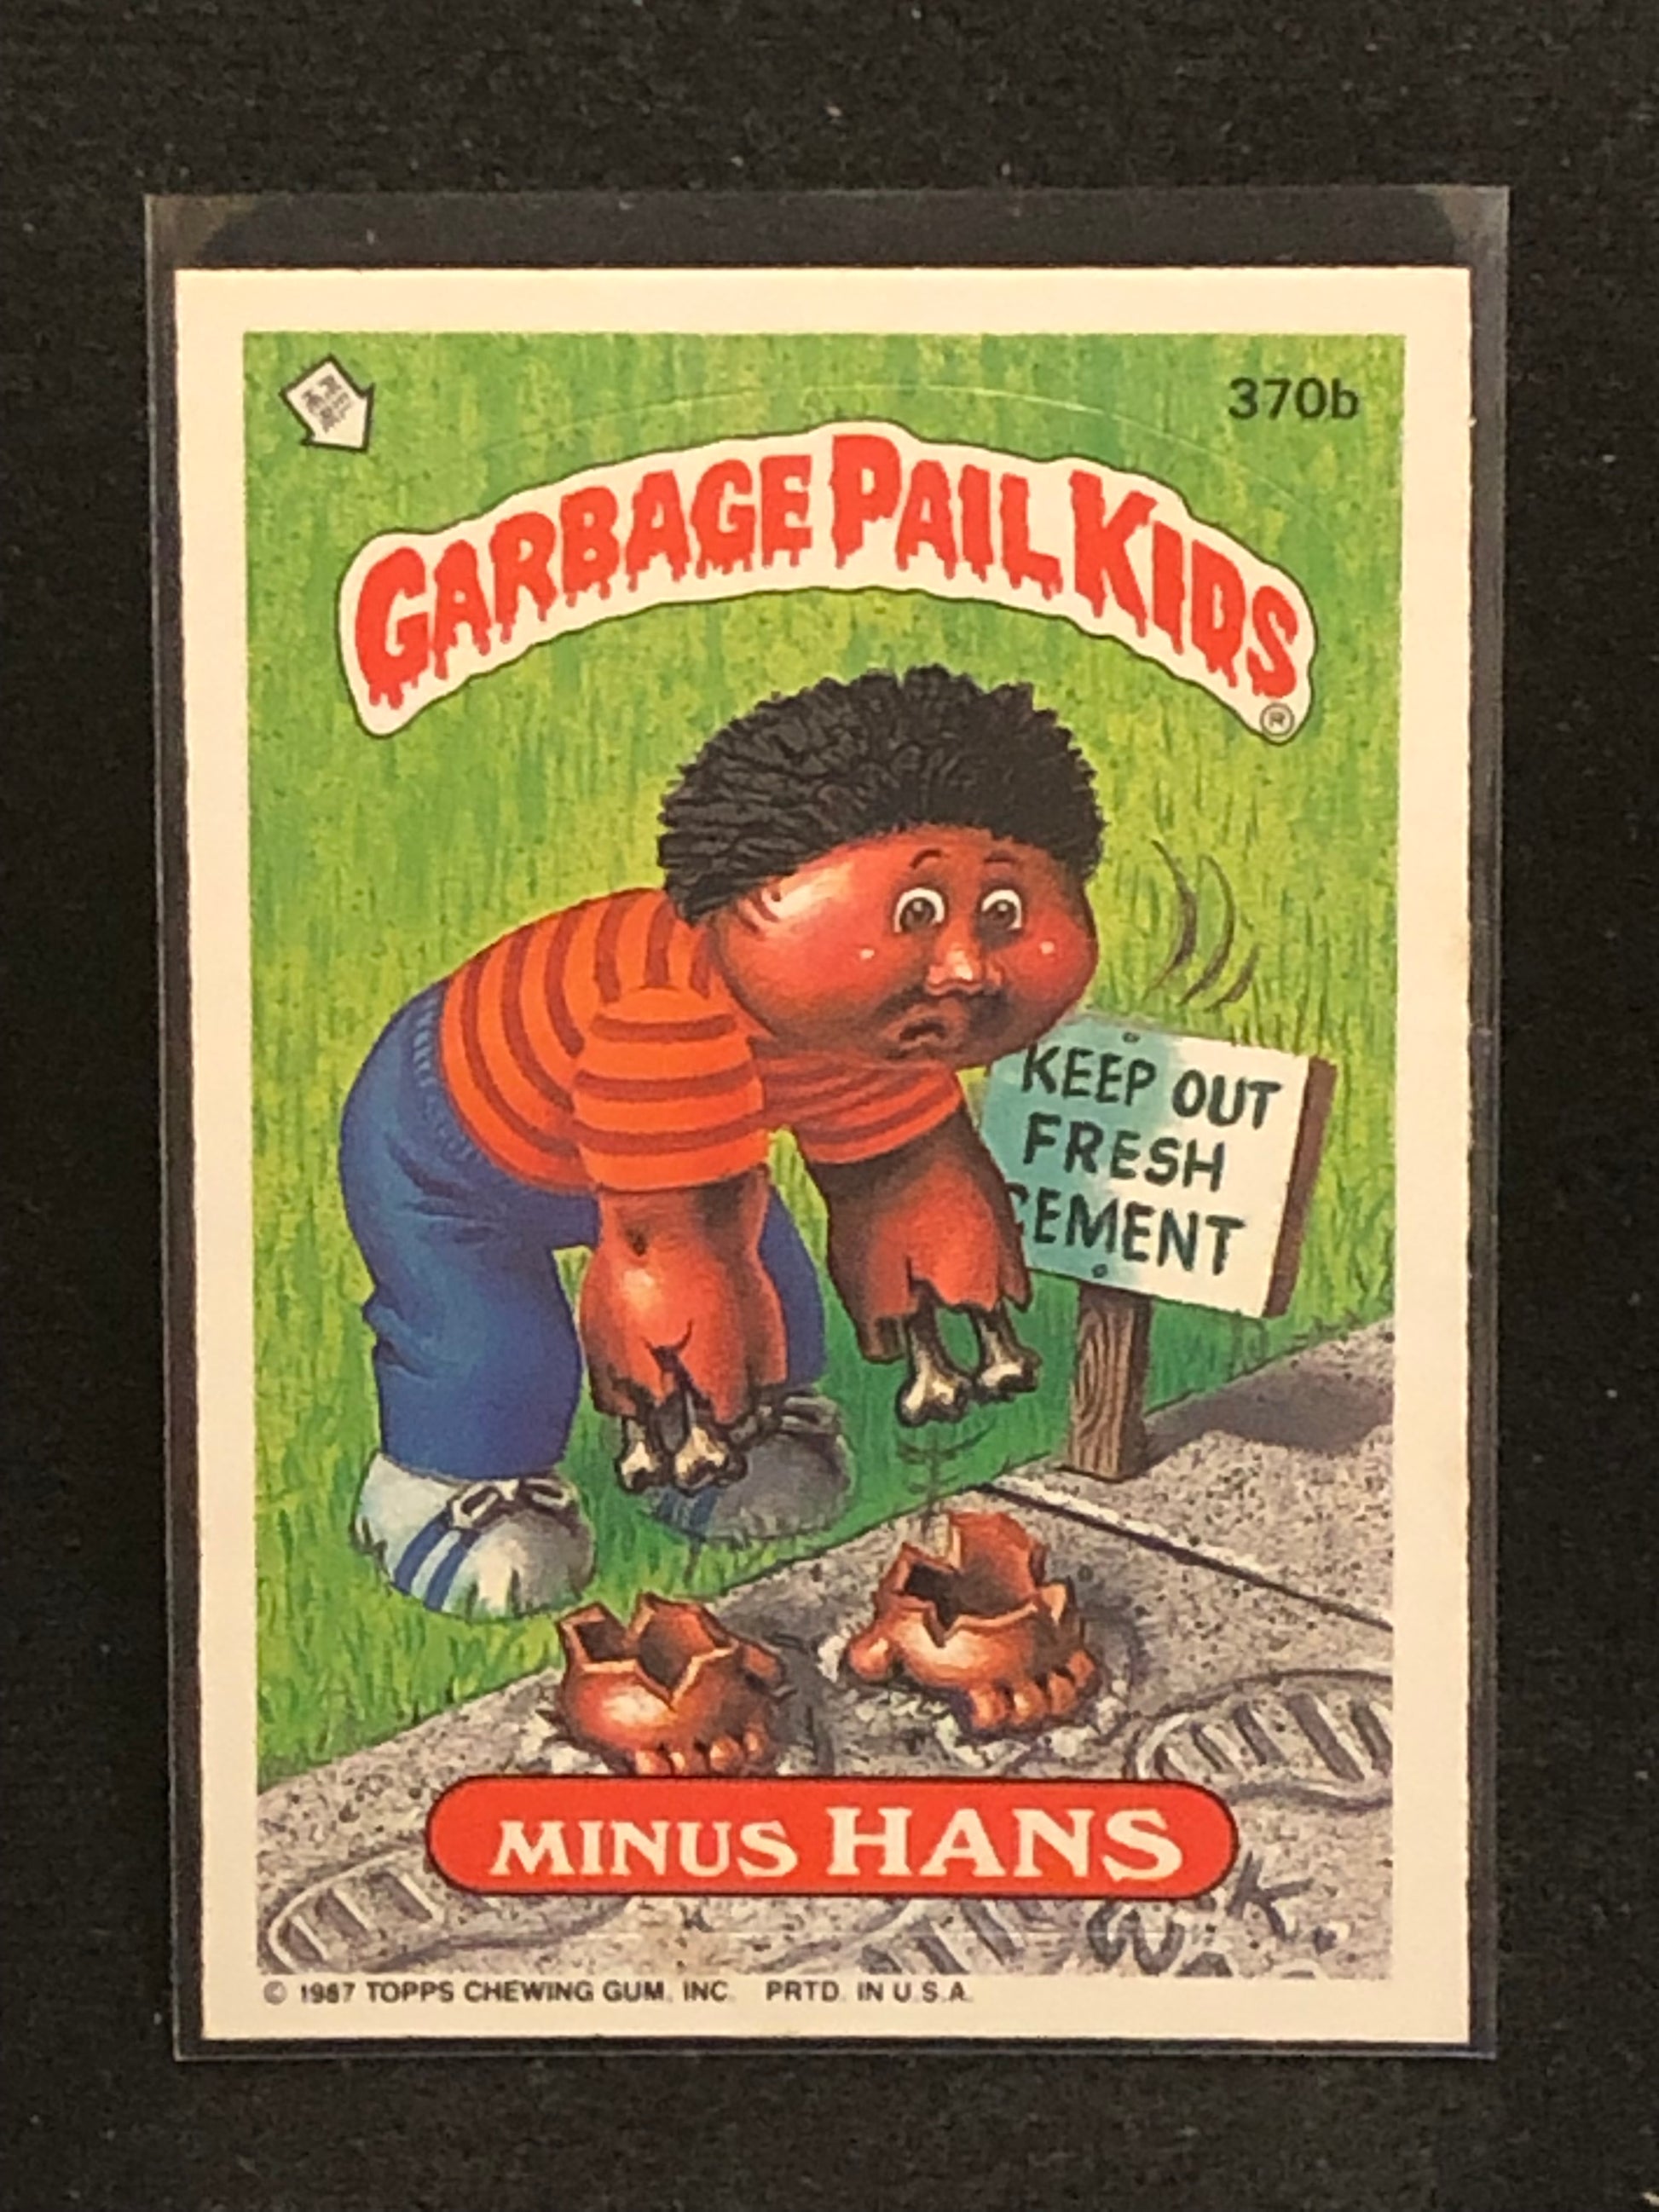 370b
GARBAGE PAIL KIDS
®
KEEP OUT
FRESH
CEMENT
MINUS HANS
W.K.
© 1987 TOPPS CHEWING GUM, INC. PRTD. IN U.S.A.